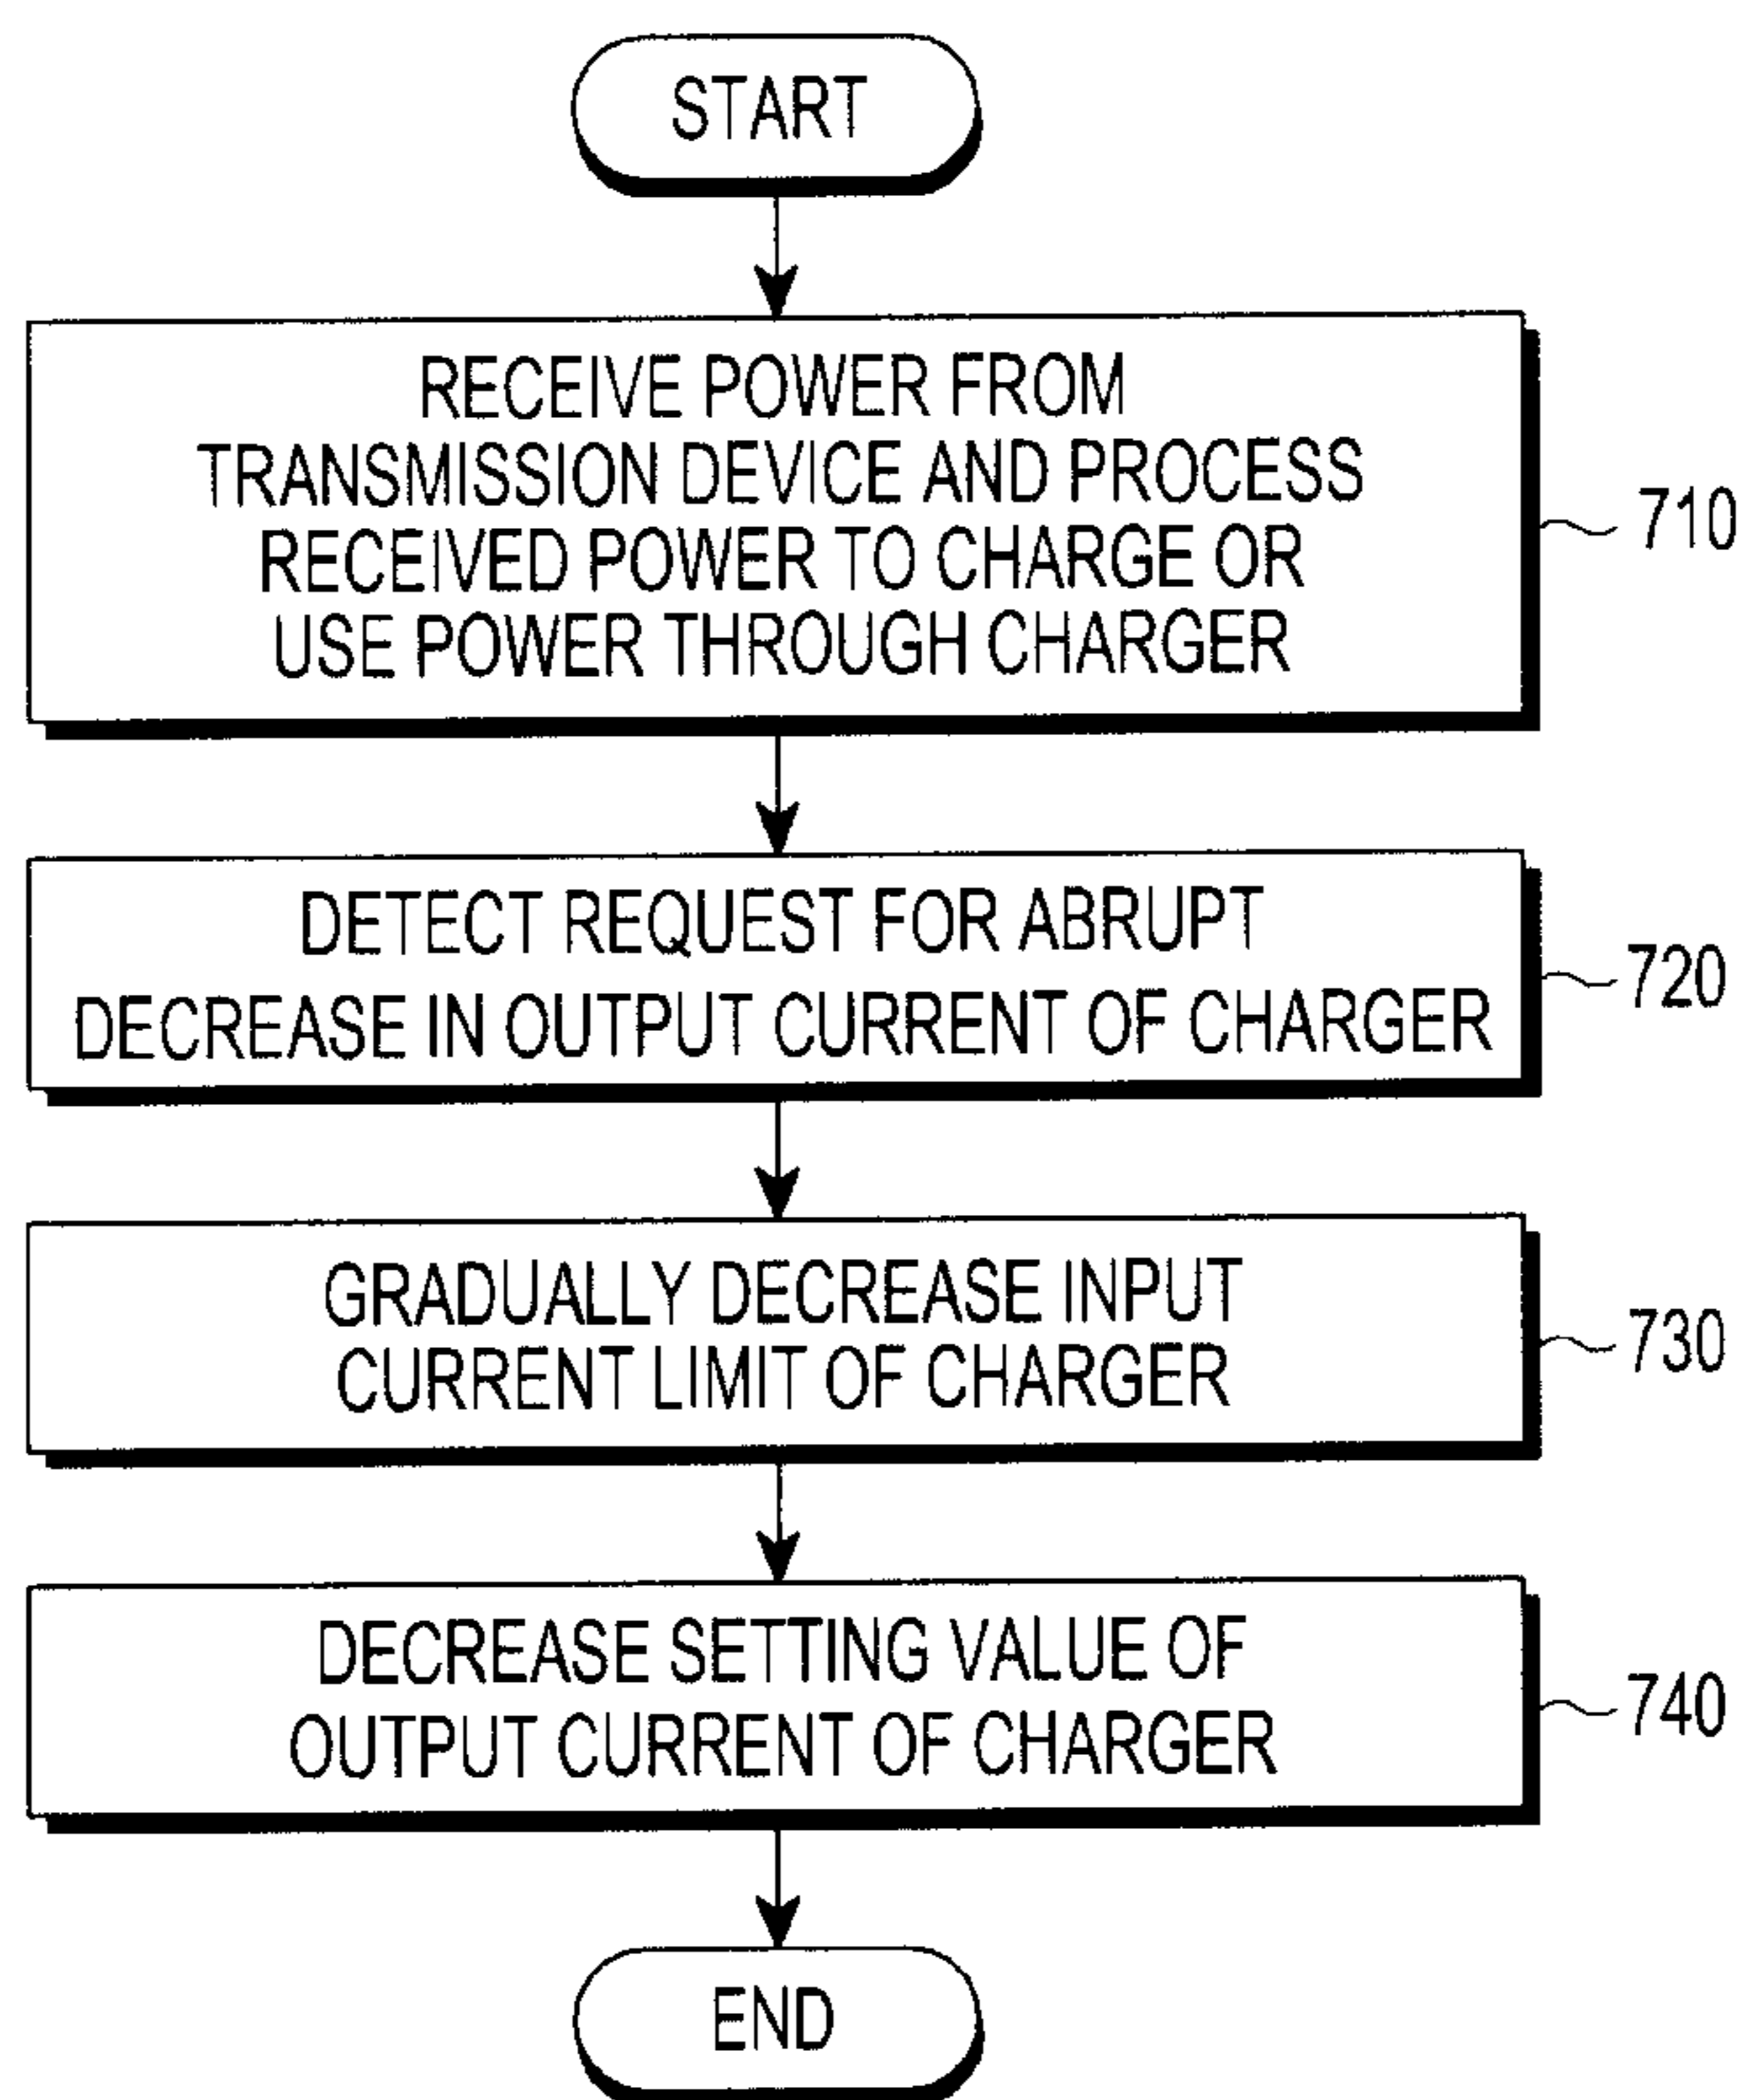 START
RECEIVE POWER FROM
TRANSMISSION DEVICE AND PROCESS
RECEIVED POWER TO CHARGE OR
USE POWER THROUGH CHARGER
710
DETECT REQUEST FOR ABRUPT
DECREASE IN OUTPUT CURRENT OF CHARGER
720
GRADUALLY DECREASE INPUT
CURRENT LIMIT OF CHARGER
730
DECREASE SETTING VALUE OF
OUTPUT CURRENT OF CHARGER
740
END